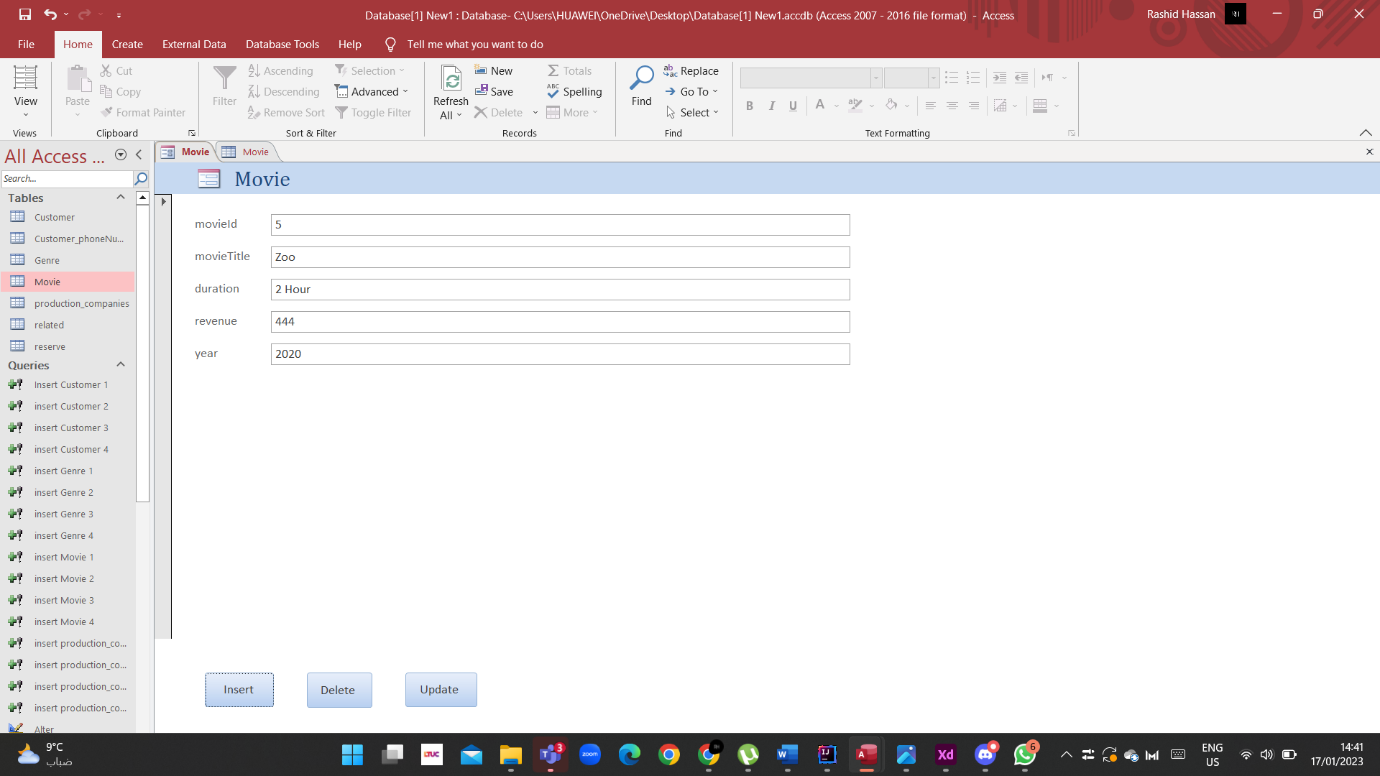 Database[1] New1 : Database- C:\Users\HUAWEI\OneDrive\Desktop\Database[1] New1.accdb (Access 2007 - 2016 file format) - Access
Rashid Hassan
File Home Create External Data Database Tools Help Tell me what you want to do
View
Views
Paste
Cut
Copy
Format Painter
Clipboard
Filter
Ascending
Descending
Remove Sort
Selection
Advanced
Toggle Filter
Sort & Filter
Refresh
All
New
Save
Delete
Totals
Spelling
More
Records
Find
Replace
Go To
Select
Find
B I U A
Text Formatting
All Access ...
Search...
Tables
Customer
Customer_phoneNu...
Genre
Movie
production_companies
related
reserve
Queries
Insert Customer 1
insert Customer 2
insert Customer 3
insert Customer 4
insert Genre 1
insert Genre 2
insert Genre 3
insert Genre 4
insert Movie 1
insert Movie 2
insert Movie 3
insert Movie 4
insert production_co...
insert production_co...
insert production_co...
insert production_co...
Alter
Movie Movie
Movie
movieId 5
movieTitle Zoo
duration 2 Hour
revenue 444
year 2020
Insert Delete Update
9°C
ضباب
LTUC
3
zoom
W
IJ
A
Xd
6
ENG
US
14:41
17/01/2023